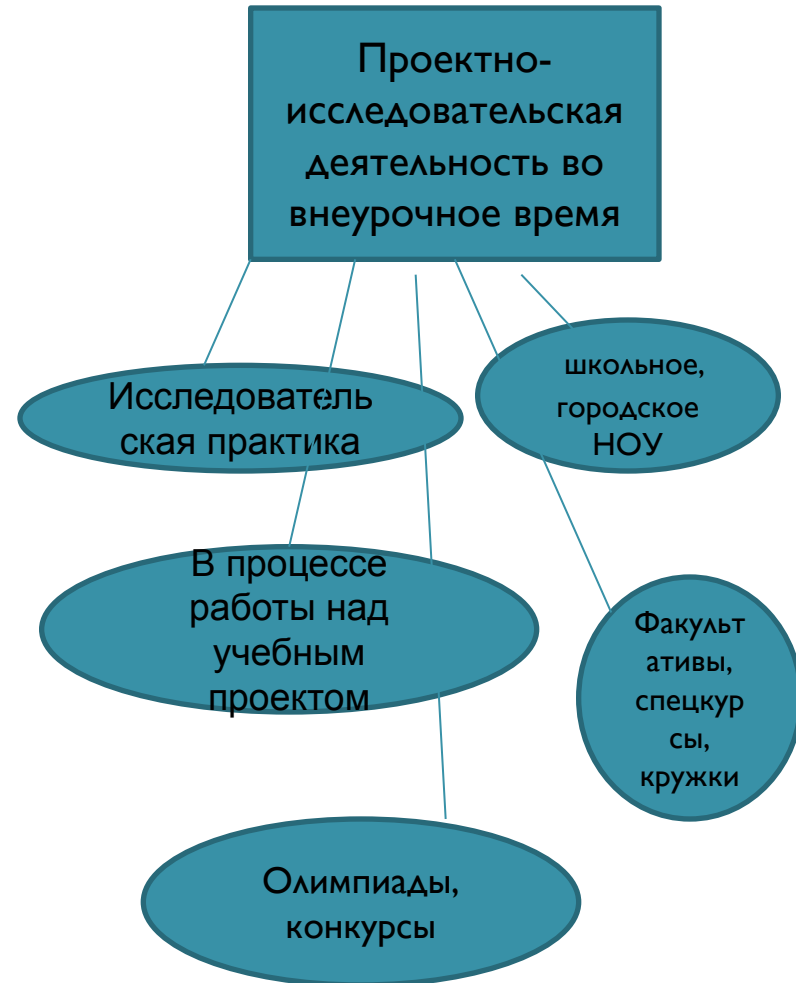 Проектно-
исследовательская
деятельность во
внеурочное время
Исследователь
ская практика
школьное,
городское
НОУ
В процессе
работы над
учебным
проектом
Факульт
ативы,
спецкур
сы,
кружки
Олимпиады,
конкурсы